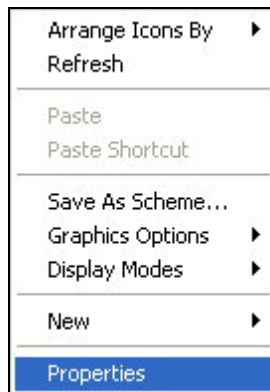 Arrange Icons By
Refresh
Paste
Paste Shortcut
Save As Scheme...
Graphics Options
Display Modes
New
Properties